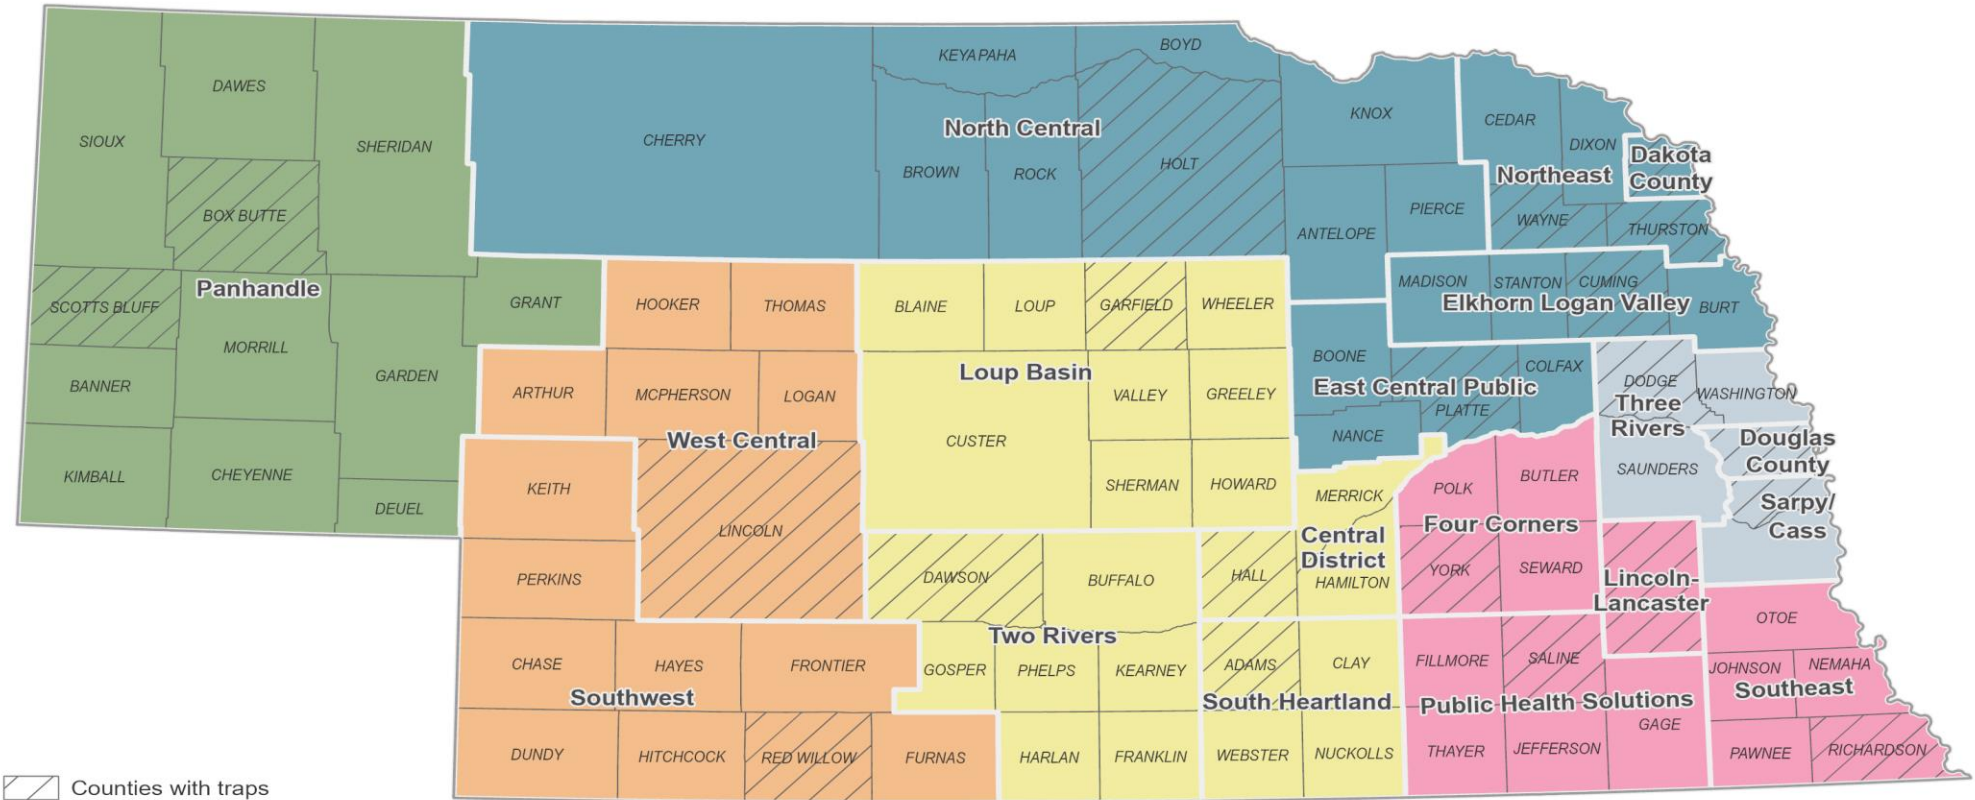 BOYD
KEYA PAHA
DAWES
KNOX
CEDAR
NORTH CENTRAL
SIOUX
SHERIDAN
CHERRY
DIXON
Dakota
County
North Central
BROWN
ROCK
HOLT
Northeast
BOX BUTTE
PIERCE
WAYNE
THURSTON
ANTELOPE
Panhandle
SCOTTS BLUFF
GRANT
HOOKER
THOMAS
BLAINE
LOUP
GARFIELD
WHEELER
MADISON
STANTON
CUMING
Elkhorn Logan Valley
BURT
MORRILL
GARDEN
BANNER
ARTHUR
MCPHERSON
LOGAN
Loup Basin
VALLEY
GREELEY
BOONE
COLFAX
East Central Public
PLATTE
DODGE
WASHINGTON
Three
Rivers
West Central
CUSTER
NANCE
Douglas
County
KIMBALL
CHEYENNE
DEUEL
KEITH
LINCOLN
SHERMAN
HOWARD
MERRICK
POLK
BUTLER
SAUNDERS
Sarpy/
Cass
Four Corners
Central
District
PERKINS
DAWSON
BUFFALO
HALL
HAMILTON
YORK
SEWARD
Lincoln-
Lancaster
OTOE
Two Rivers
CHASE
HAYES
FRONTIER
GOSPER
PHELPS
KEARNEY
ADAMS
CLAY
FILLMORE
SALINE
JOHNSON
NEMAHA
Southwest
South Heartland
Public Health Solutions
Southeast
GAGE
DUNDY
HITCHCOCK
RED WILLOW
FURNAS
HARLAN
FRANKLIN
WEBSTER
NUCKOLLS
THAYER
JEFFERSON
PAWNEE
RICHARDSON
Counties with traps